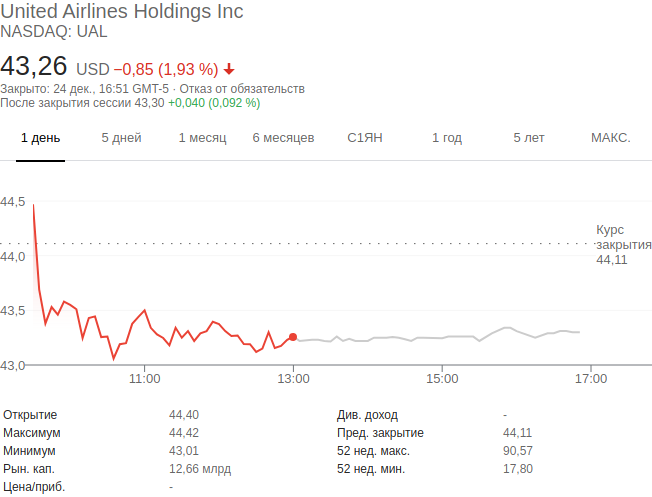 United Airlines Holdings Inc
NASDAQ: UAL
43,26 USD −0,85 (1,93 %)
Закрыто: 24 дек., 16:51 GMT-5 · Отказ от обязательств
После закрытия сессии 43,30 +0,040 (0,092 %)
1 день 5 дней 1 месяц 6 месяцев С1ЯН 1 год 5 лет МАКС.
44,5
Курс
закрытия
44,11
44,0
43,5
43,0
11:00 13:00 15:00 17:00
Открытие 44,40 Див. доход -
Максимум 44,42 Пред. закрытие 44,11
Минимум 43,01 52 нед. макс. 90,57
Рын. кап. 12,66 млрд 52 нед. мин. 17,80
Цена/приб. -